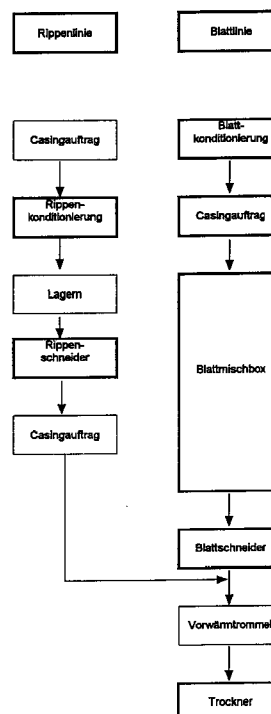 Rippenlinie
Blattlinie
Casingauftrag
Rippen-
konditionierung
Lagern
Rippen-
schneider
Casingauftrag
Blatt-
konditionierung
Casingauftrag
Blattmischbox
Blattschneider
Vorwärmtrommel
Trockner